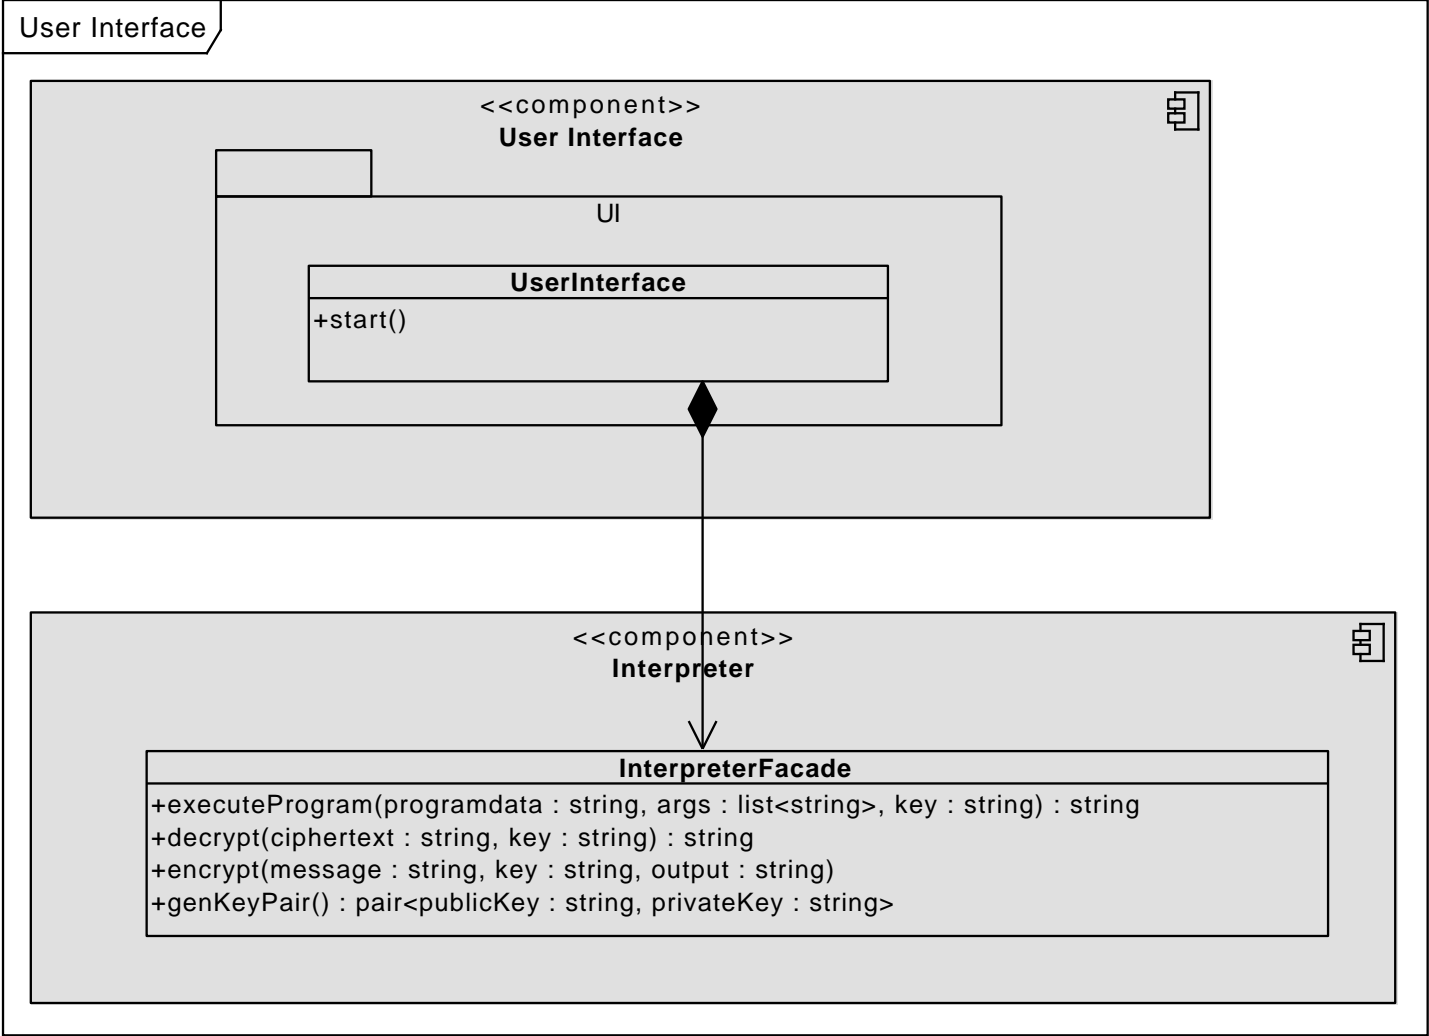 User Interface
<<component>>
User Interface
UI
UserInterface
+start()
<<component>>
Interpreter
InterpreterFacade
+executeProgram(programdata : string, args : list<string>, key : string) : string
+decrypt(ciphertext : string, key : string) : string
+encrypt(message : string, key : string, output : string)
+genKeyPair() : pair<publicKey : string, privateKey : string>